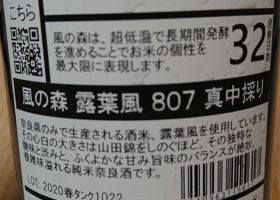 風の森は、超低温で長期間発酵
を進めることでお米の個性を
最大限に表現します。
32
発酵日数
風の森 露葉風 807 真中採り
奈良県のみで生産される酒米、露葉風を使用しています。
その心白の大きさは山田錦をしのぐほど。その独特な
酸味と渋みと、ふくよかな甘み旨味のバランスが絶妙。
複雑味溢れる純米奈良酒です。
LOT: 2020春タンク1022